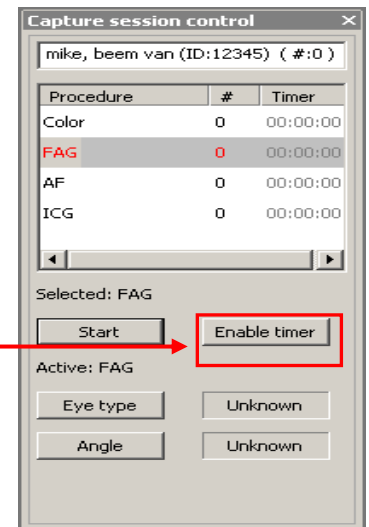 Capture session control ×
mike, beem van (ID:12345) ( #:0 )
Procedure # Timer
Color 0 00:00:00
FAG 0 00:00:00
AF 0 00:00:00
ICG 0 00:00:00
Selected: FAG
Start Enable timer
Active: FAG
Eye type Unknown
Angle Unknown